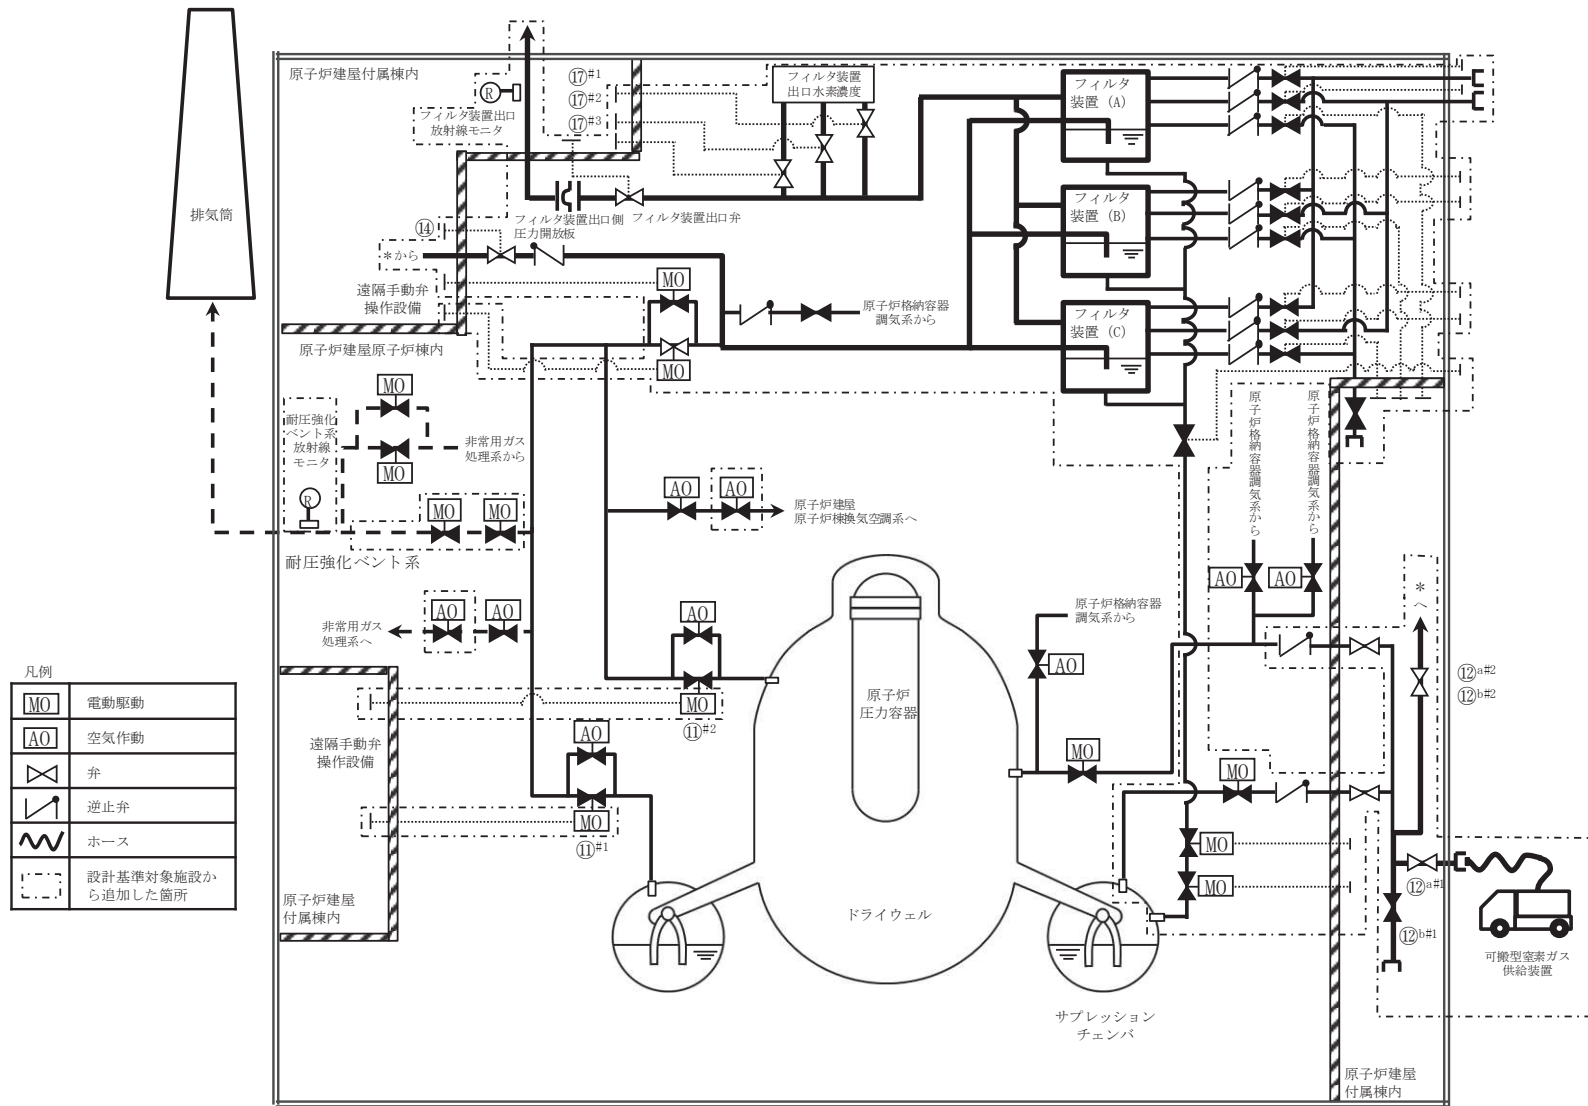 原子炉建屋付属棟内
⑰#1
⑰#2
⑰#3
R
フィルタ装置出口
放射線モニタ
フィルタ装置
出口水素濃度
フィルタ
装置（A）
フィルタ
装置（B）
フィルタ
装置（C）
排気筒
⑭
フィルタ装置出口側
圧力開放板
フィルタ装置出口弁
＊から
遠隔手動弁
操作設備
MO
MO
原子炉格納容器
調気系から
原子炉建屋原子炉棟内
MO
MO
耐圧強化
ベント系
放射線
モニタ
R
非常用ガス
処理系から
MO
MO
耐圧強化ベント系
AO
AO
原子炉建屋
原子炉棟換気空調系へ
原子炉格納容器調気系から
原子炉格納容器調気系から
AO
AO
AO
AO
非常用ガス
処理系へ
AO
MO
⑪#2
原子炉
圧力容器
原子炉格納容器
調気系から
AO
MO
MO
＊へ
⑫a#2
⑫b#2
凡例
MO
電動駆動
AO
空気作動
弁
逆止弁
ホース
設計基準対象施設か
ら追加した箇所
遠隔手動弁
操作設備
AO
MO
⑪#1
MO
MO
⑫a#1
⑫b#1
可搬型窒素ガス
供給装置
原子炉建屋
付属棟内
ドライウェル
サプレッション
チェンバ
原子炉建屋
付属棟内